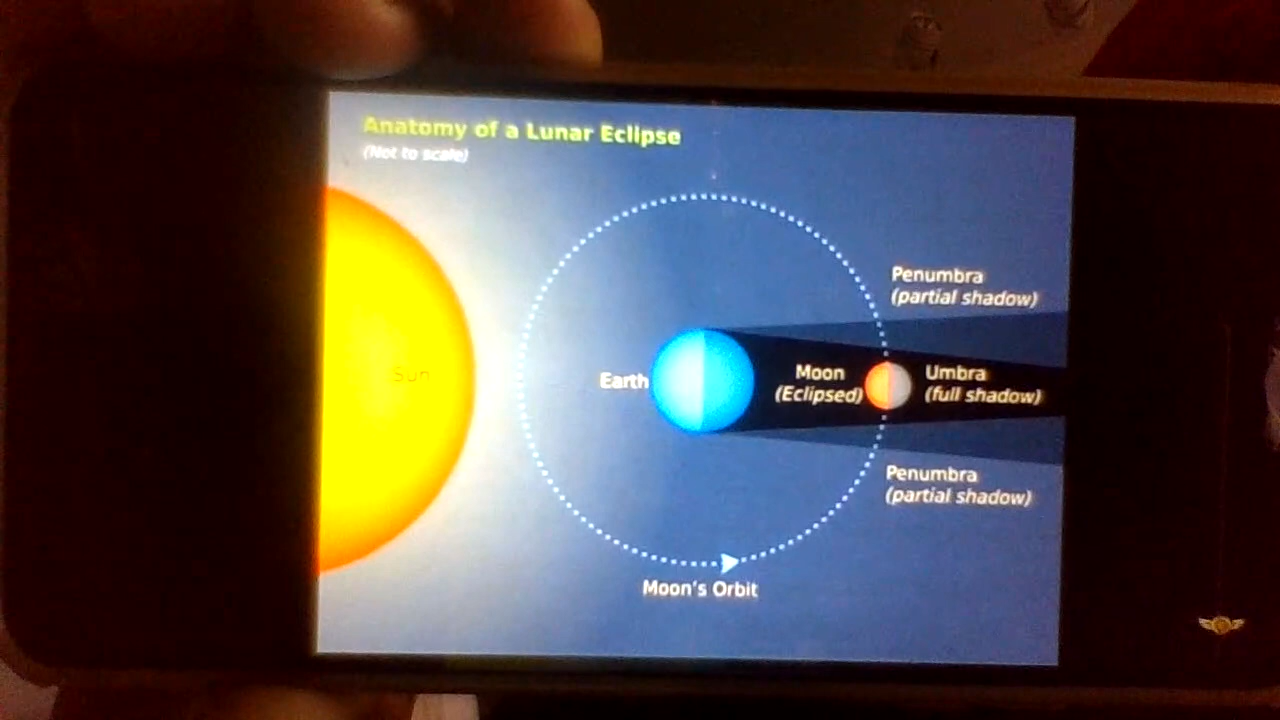 Anatomy of a Lunar Eclipse
(Not to scale)
Sun
Earth
Moon
(Eclipsed)
Penumbra
(partial shadow)
Umbra
(full shadow)
Penumbra
(partial shadow)
Moon's Orbit